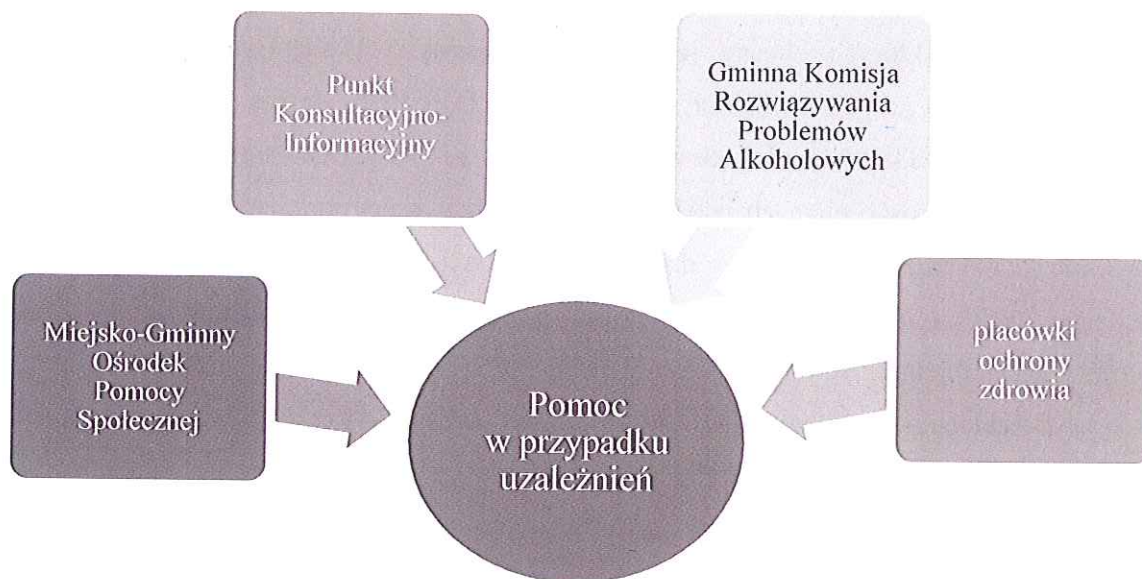 Punkt
Konsultacyjno-
Informacyjny
Gminna Komisja
Rozwiązywania
Problemów
Alkoholowych
Miejsko-Gminny
Ośrodek
Pomocy
Społecznej
placówki
ochrony
zdrowia
Pomoc
w przypadku
uzależnień